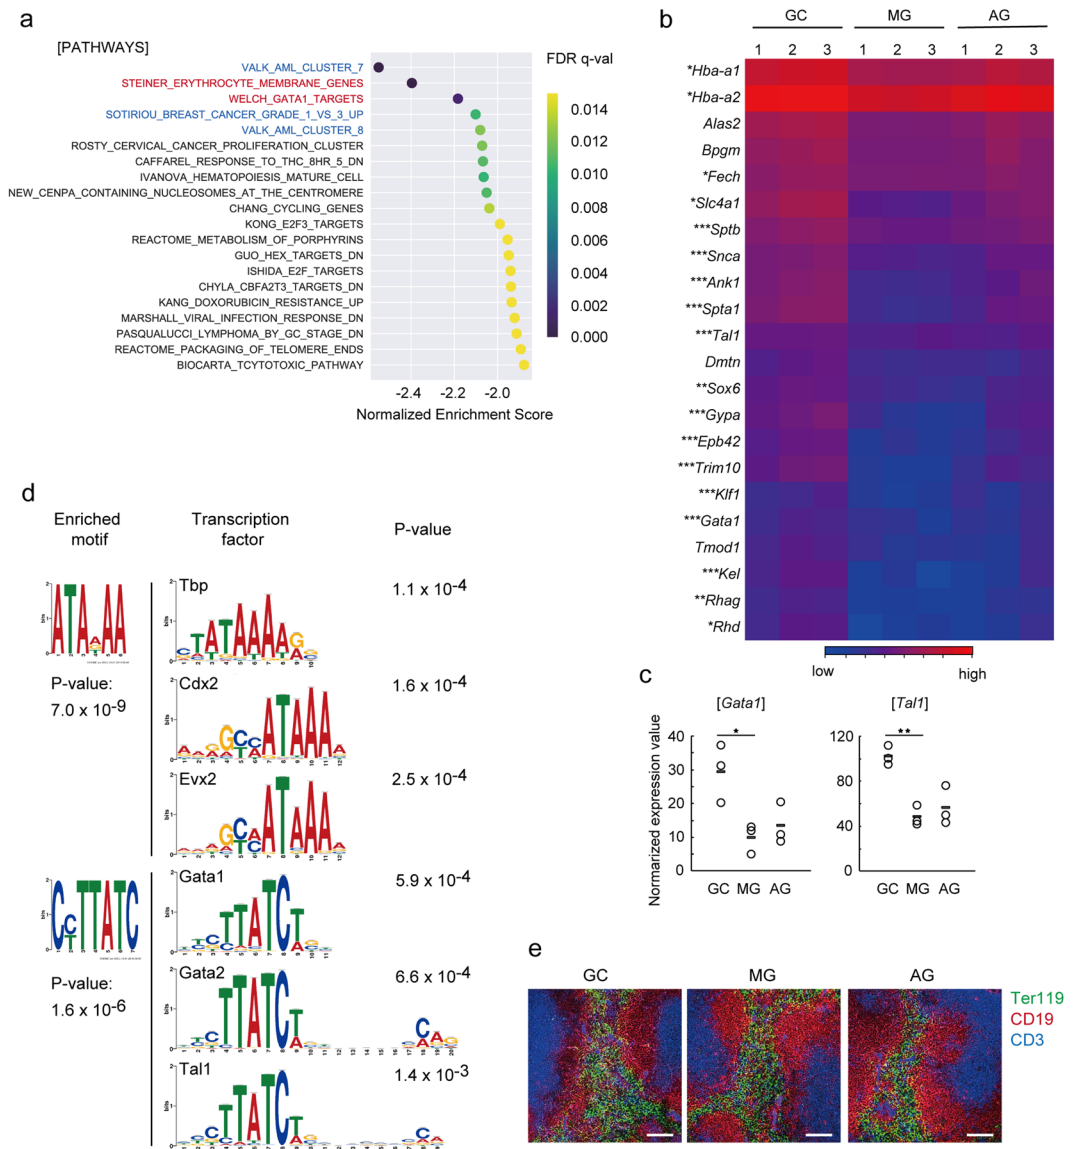 a
[PATHWAYS]
VALK_AML_CLUSTER_7
STEINER_ERYTHROCYTE_MEMBRANE_GENES
WELCH_GATA1_TARGETS
SOTIRIOU_BREAST_CANCER_GRADE_1_VS_3_UP
VALK_AML_CLUSTER_8
ROSTY_CERVICAL_CANCER_PROLIFERATION_CLUSTER
CAFFAREL_RESPONSE_TO_THC_8HR_5_DN
IVANOVA_HEMATOPOIESIS_MATURE_CELL
NEW_CENPA_CONTAINING_NUCLEOSOMES_AT_THE_CENTROMERE
CHANG_CYCLING_GENES
KONG_E2F3_TARGETS
REACTOME_METABOLISM_OF_PORPHYRINS
GUO_HEX_TARGETS_DN
ISHIDA_E2F_TARGETS
CHYLA_CBFA2T3_TARGETS_DN
KANG_DOXORUBICIN_RESISTANCE_UP
MARSHALL_VIRAL_INFECTION_RESPONSE_DN
PASQUALUCCI_LYMPHOMA_BY_GC_STAGE_DN
REACTOME_PACKAGING_OF_TELOMERE_ENDS
BIOCARTA_TCYTOTOXIC_PATHWAY
-2.4 -2.2 -2.0
Normalized Enrichment Score
FDR q-val
0.014
0.012
0.010
0.008
0.006
0.004
0.002
0.000
b
GC MG AG
1 2 3 1 2 3 1 2 3
*Hba-a1
*Hba-a2
Alas2
Bpgm
*Fech
*Slc4a1
***Sptb
***Snca
***Ank1
***Spta1
***Tal1
Dmtn
**Sox6
***Gypa
***Epb42
***Trim10
***Klf1
***Gata1
Tmod1
***Kel
**Rhag
*Rhd
low high
c
[Gata1] [Tal1]
Normarized expression value
40
30
20
10
0
*
GC MG AG
120
80
40
0
**
GC MG AG
d
Enriched motif
Transcription factor
P-value
ATAAAA
P-value:
7.0 x 10-9
Tbp
1.1 x 10-4
Cdx2
1.6 x 10-4
Evx2
2.5 x 10-4
CCTTATC
P-value:
1.6 x 10-6
Gata1
5.9 x 10-4
Gata2
6.6 x 10-4
Tal1
1.4 x 10-3
e
GC MG AG
Ter119
CD19
CD3